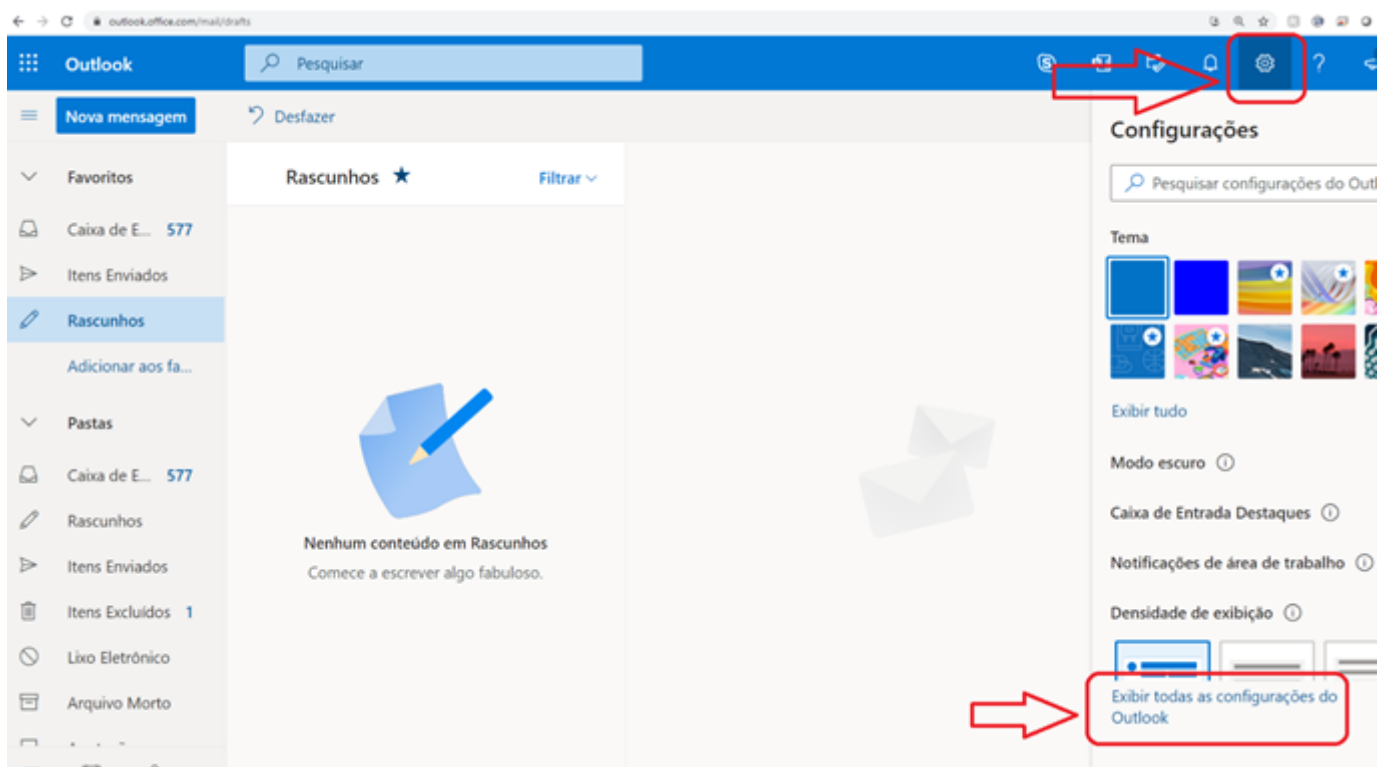 outlook.office.com/mail/drafts
Outlook
Pesquisar
Nova mensagem
Desfazer
Configurações
Pesquisar configurações do Outl
Favoritos
Caixa de E... 577
Itens Enviados
Rascunhos
Adicionar aos fa...
Pastas
Caixa de E... 577
Rascunhos
Itens Enviados
Itens Excluídos 1
Lixo Eletrônico
Arquivo Morto
Rascunhos
Filtrar
Nenhum conteúdo em Rascunhos
Comece a escrever algo fabuloso.
Tema
Exibir tudo
Modo escuro
Caixa de Entrada Destaques
Notificações de área de trabalho
Densidade de exibição
Exibir todas as configurações do
Outlook